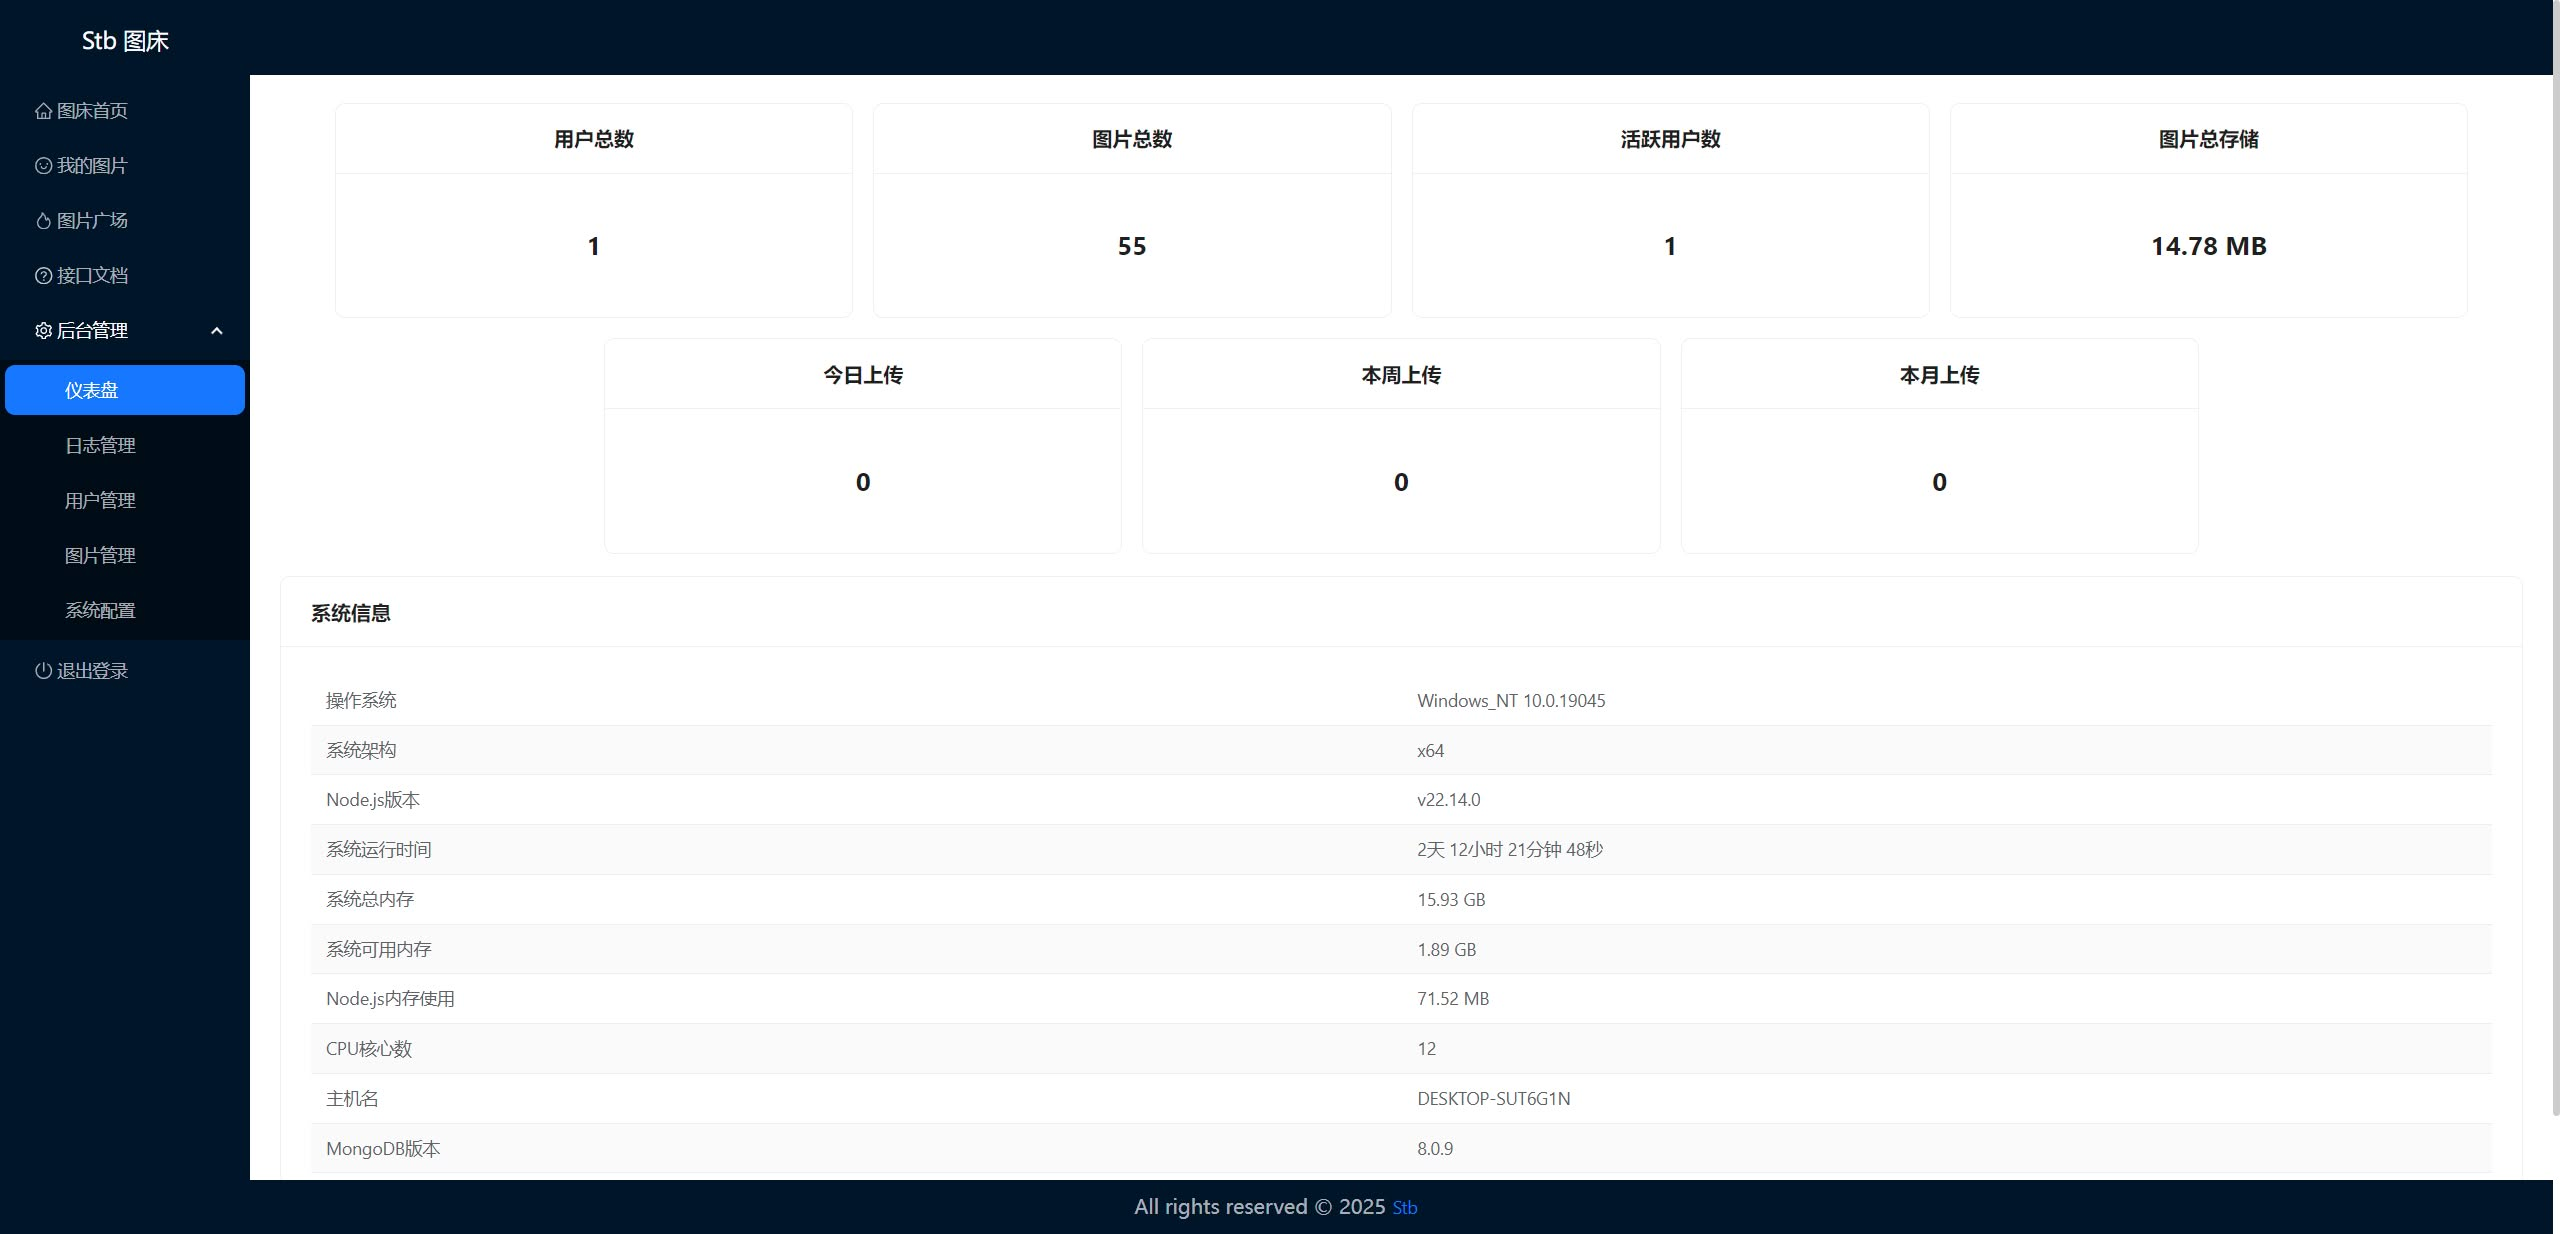 Stb 图床
图床首页
我的图片
图片广场
接口文档
后台管理
仪表盘
日志管理
用户管理
图片管理
系统配置
退出登录
用户总数
1
图片总数
55
活跃用户数
1
图片总存储
14.78 MB
今日上传
0
本周上传
0
本月上传
0
系统信息
操作系统 Windows_NT 10.0.19045
系统架构 x64
Node.js版本 v22.14.0
系统运行时间 2天 12小时 21分钟 48秒
系统总内存 15.93 GB
系统可用内存 1.89 GB
Node.js内存使用 71.52 MB
CPU核心数 12
主机名 DESKTOP-SUT6G1N
MongoDB版本 8.0.9
All rights reserved © 2025 Stb